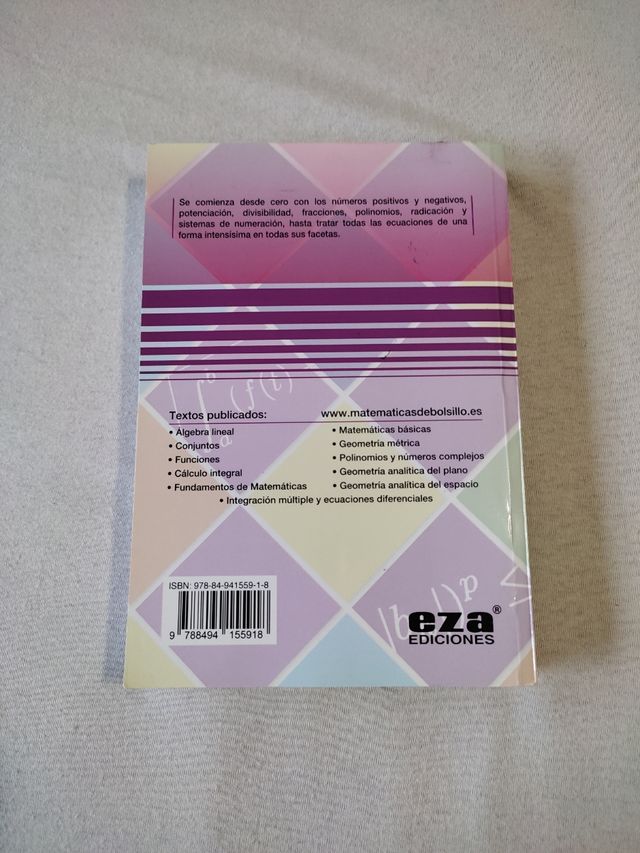 Se comienza desde cero con los números positivos y negativos,
potenciación, divisibilidad, fracciones, polinomios, radicación y
sistemas de numeración, hasta tratar todas las ecuaciones de una
forma intensísima en todas sus facetas.
(f(t)
Textos publicados:
www.matematicasdebolsillo.es
• Álgebra lineal
• Conjuntos
• Funciones
• Cálculo integral
• Fundamentos de Matemáticas
• Matemáticas básicas
• Geometría métrica
• Polinomios y números complejos
• Geometría analítica del plano
• Geometría analítica del espacio
• Integración múltiple y ecuaciones diferenciales
ISBN: 978-84-941559-1-8
9 788494 155918
eza®
EDICIONES